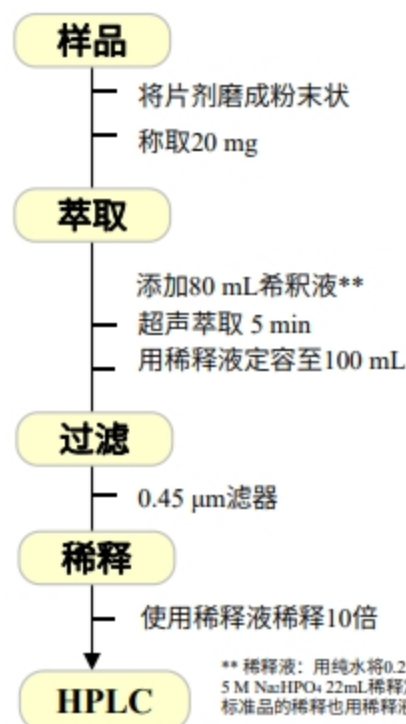 样品
将片剂磨成粉末状
称取20 mg
萃取
添加80 mL希釈液**
超声萃取 5 min
用稀释液定容至100 mL
过滤
0.45 μm滤器
稀释
使用稀释液稀释10倍
HPLC
** 稀释液：用纯水将0.2
5 M Na₂HPO₄ 22mL稀释
标准品的稀释也用稀释液